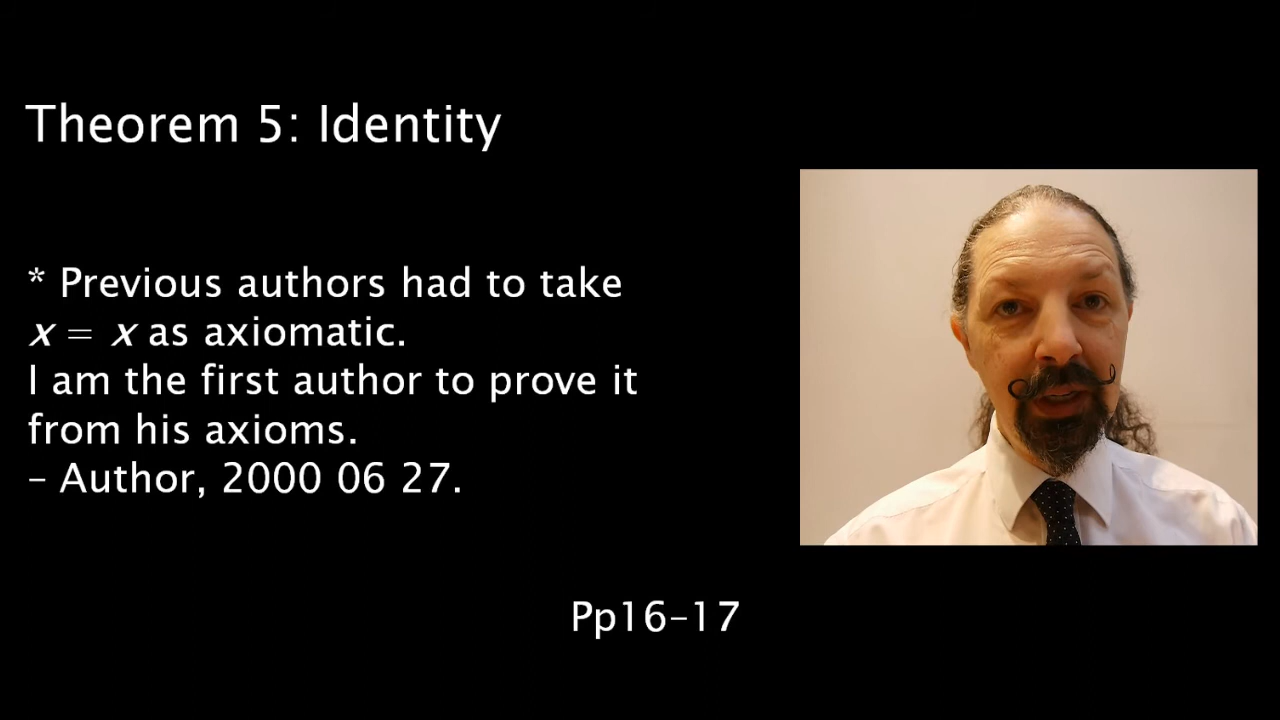 Theorem 5: Identity
* Previous authors had to take
x = x as axiomatic.
I am the first author to prove it
from his axioms.
– Author, 2000 06 27.
Pp16–17